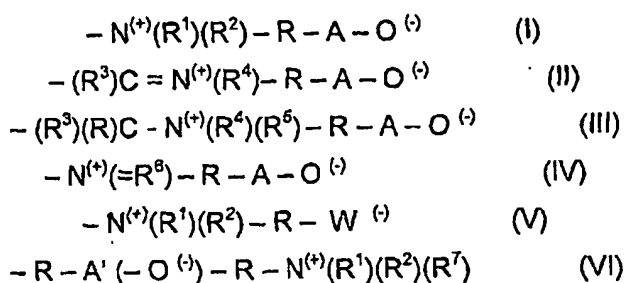 – N⁽⁺⁾(R¹)(R²) – R – A – O ⁽⁻⁾ (I)
– (R³)C = N⁽⁺⁾(R⁴) – R – A – O ⁽⁻⁾ (II)
– (R³)(R)C - N⁽⁺⁾(R⁴)(R⁵) – R – A – O ⁽⁻⁾ (III)
– N⁽⁺⁾(=R⁶) – R – A – O ⁽⁻⁾ (IV)
– N⁽⁺⁾(R¹)(R²) – R – W ⁽⁻⁾ (V)
– R – A' (– O ⁽⁻⁾) – R – N⁽⁺⁾(R¹)(R²)(R⁷) (VI)